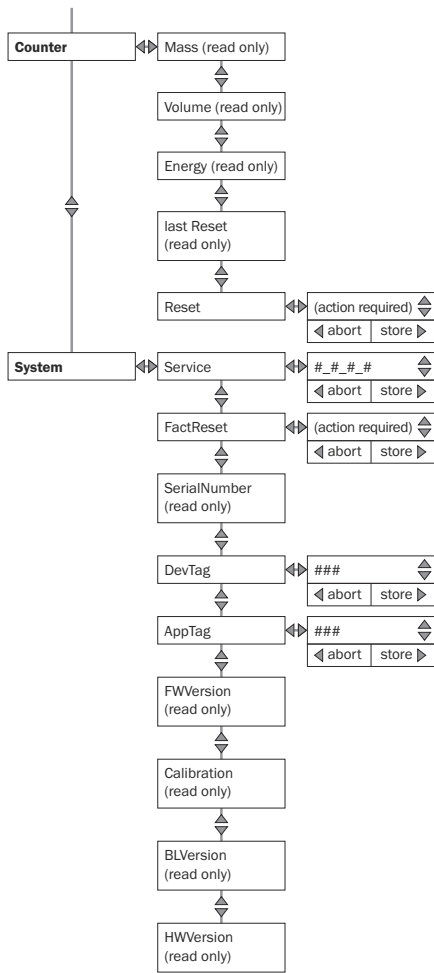 Counter
Mass (read only)
Volume (read only)
Energy (read only)
last Reset
(read only)
Reset
(action required)
abort
store
System
Service
#_#_#_#
abort
store
FactReset
(action required)
abort
store
SerialNumber
(read only)
DevTag
###
abort
store
AppTag
###
abort
store
FWVersion
(read only)
Calibration
(read only)
BLVersion
(read only)
HWVersion
(read only)